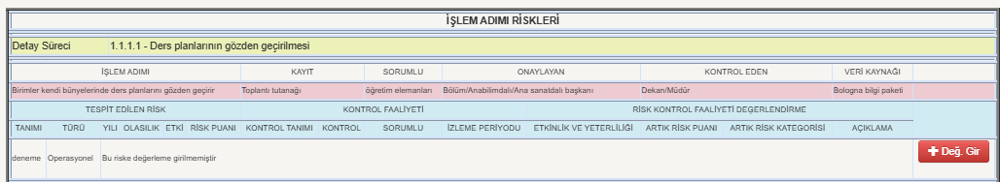 İŞLEM ADIMI RİSKLERİ
Detay Süreci 1.1.1.1 - Ders planlarının gözden geçirilmesi
İŞLEM ADIMI KAYIT SORUMLU ONAYLAYAN KONTROL EDEN VERİ KAYNAĞI
Birimler kendi bünyelerinde ders planlarını gözden geçirir Toplantı tutanağı öğretim elemanları Bölüm/Anabilimdalı/Ana sanatdalı başkanı Dekan/Müdür Bologna bilgi paketi
TESPİT EDİLEN RİSK KONTROL FAALİYETİ RİSK KONTROL FAALİYETİ DEĞERLENDİRME
TANIMI TÜRÜ YILI OLASILIK ETKİ RİSK PUANI KONTROL TANIMI KONTROL SORUMLU İZLEME PERİYODU ETKİNLİK VE YETERLİLİĞİ ARTIK RİSK PUANI ARTIK RİSK KATEGORİSİ AÇIKLAMA
deneme Operasyonel Bu riske değerleme girilmemiştir + Değ. Gir